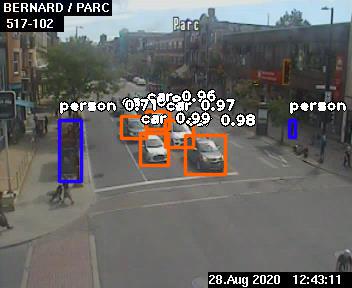 BERNARD / PARC
517-102
Parc
car 0.96
person 0.71 car 0.97
person
car 0.99
0.98
28.Aug 2020 12:43:11